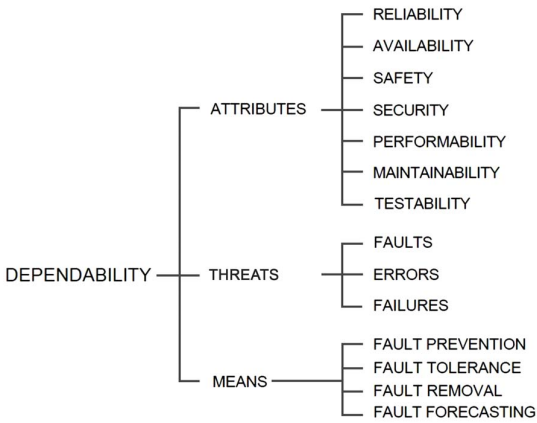 DEPENDABILITY
ATTRIBUTES
RELIABILITY
AVAILABILITY
SAFETY
SECURITY
PERFORMABILITY
MAINTAINABILITY
TESTABILITY
THREATS
FAULTS
ERRORS
FAILURES
MEANS
FAULT PREVENTION
FAULT TOLERANCE
FAULT REMOVAL
FAULT FORECASTING